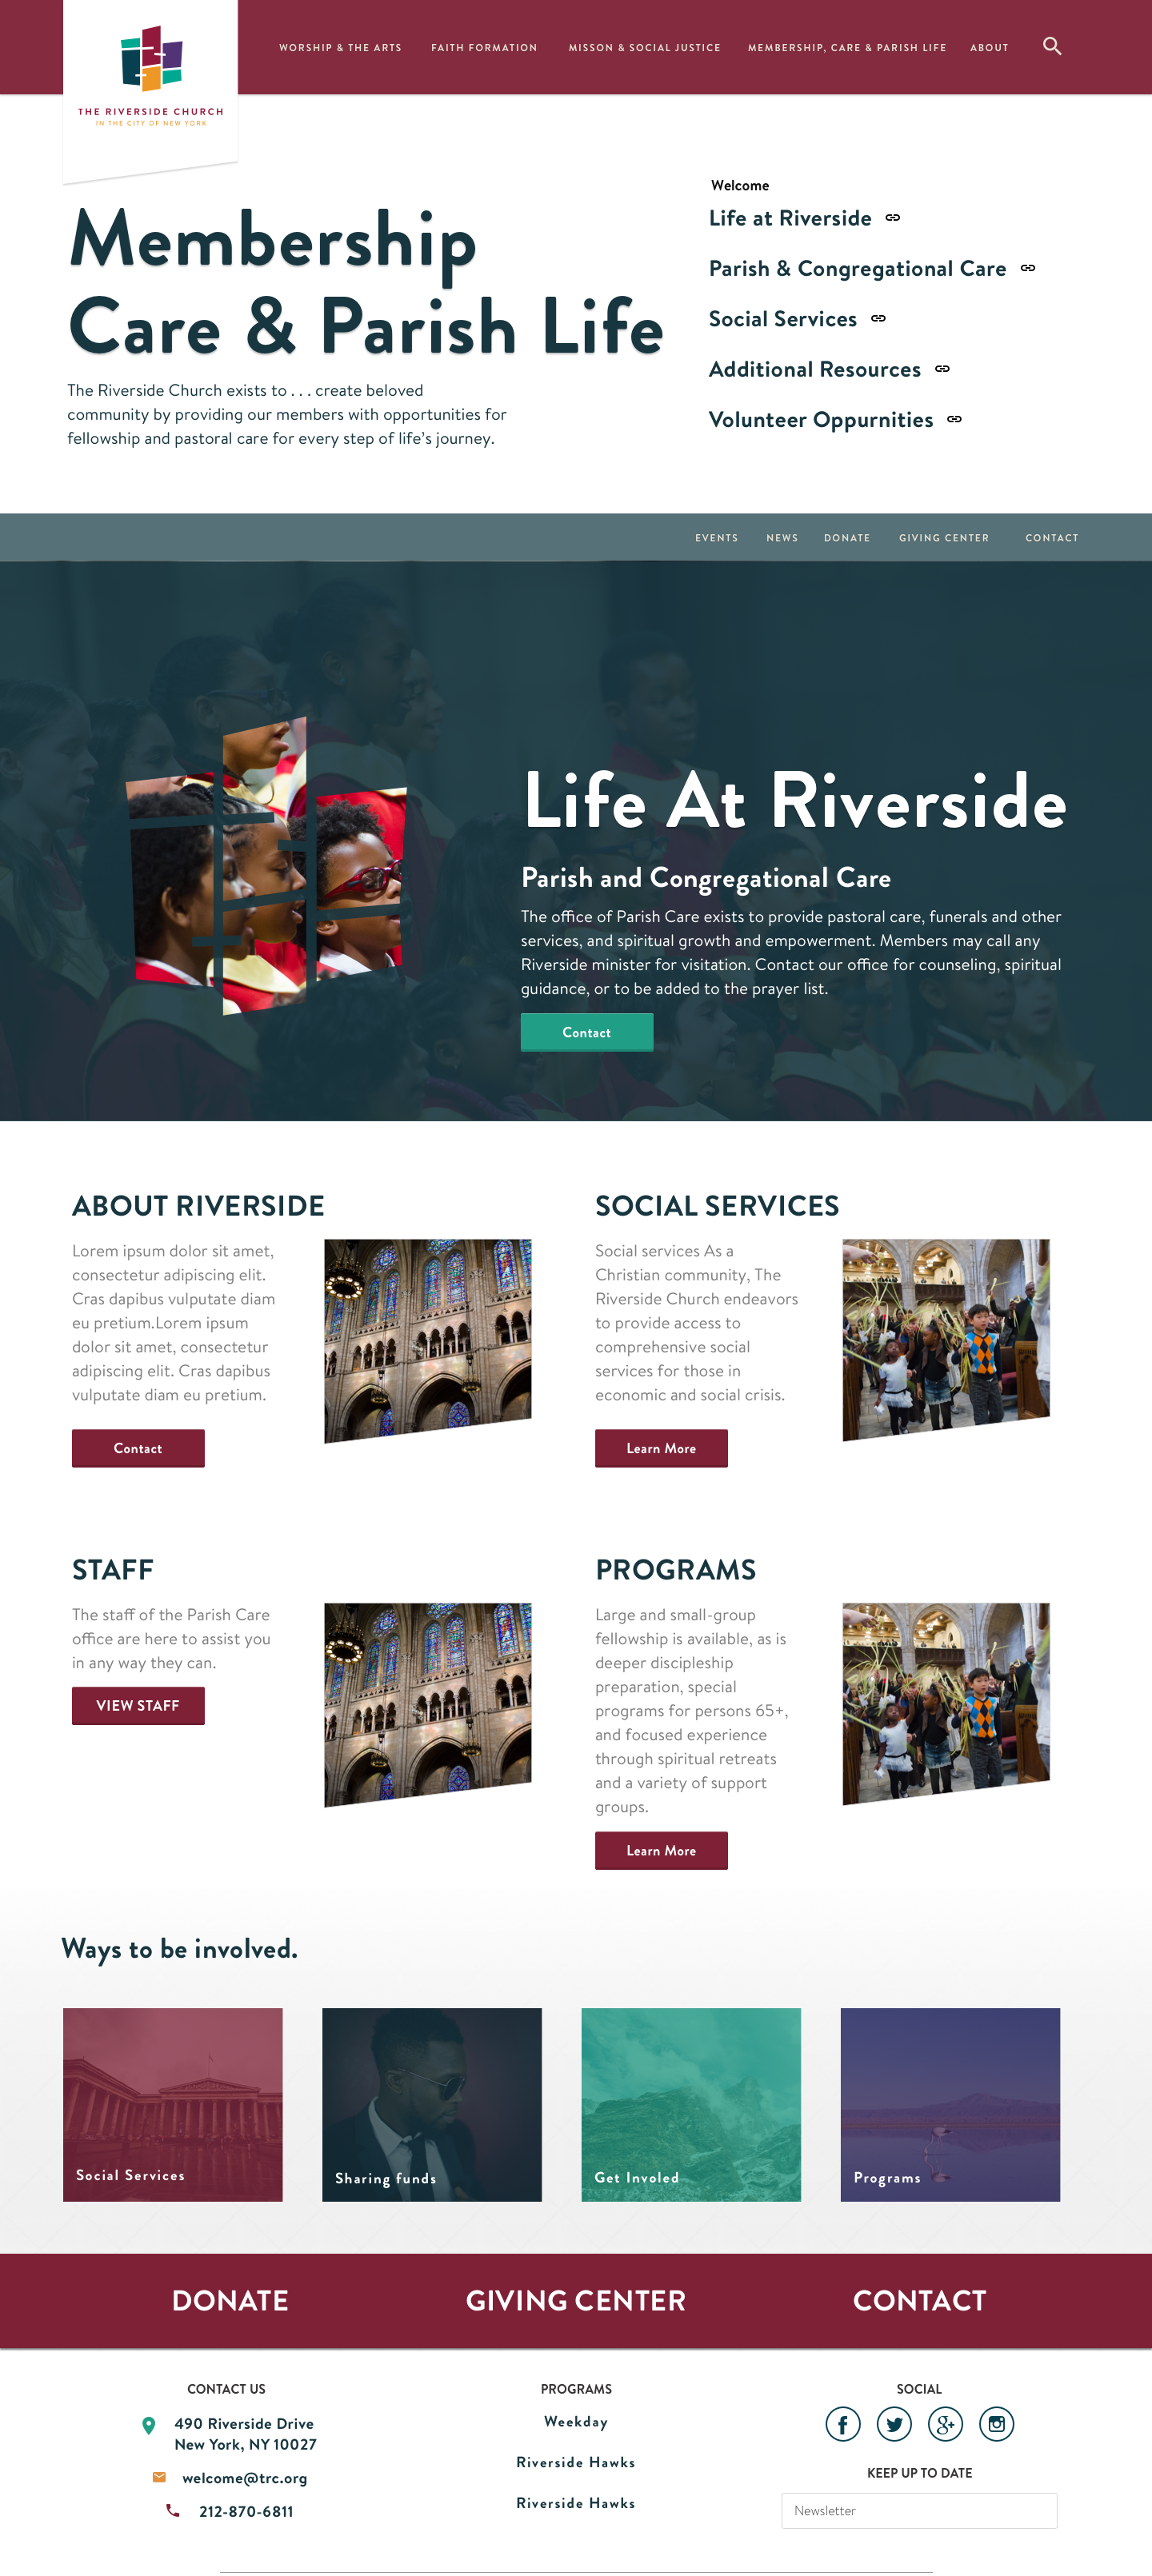 WORSHIP & THE ARTS
FAITH FORMATION
MISSON & SOCIAL JUSTICE
MEMBERSHIP, CARE & PARISH LIFE
ABOUT
THE RIVERSIDE CHURCH
IN THE CITY OF NEW YORK
Membership
Care & Parish Life
The Riverside Church exists to . . . create beloved
community by providing our members with opportunities for
fellowship and pastoral care for every step of life's journey.
Welcome
Life at Riverside
Parish & Congregational Care
Social Services
Additional Resources
Volunteer Oppurnities
EVENTS
NEWS
DONATE
GIVING CENTER
CONTACT
Life At Riverside
Parish and Congregational Care
The office of Parish Care exists to provide pastoral care, funerals and other
services, and spiritual growth and empowerment. Members may call any
Riverside minister for visitation. Contact our office for counseling, spiritual
guidance, or to be added to the prayer list.
Contact
ABOUT RIVERSIDE
Lorem ipsum dolor sit amet,
consectetur adipiscing elit.
Cras dapibus vulputate diam
eu pretium.Lorem ipsum
dolor sit amet, consectetur
adipiscing elit. Cras dapibus
vulputate diam eu pretium.
Contact
SOCIAL SERVICES
Social services As a
Christian community, The
Riverside Church endeavors
to provide access to
comprehensive social
services for those in
economic and social crisis.
Learn More
STAFF
The staff of the Parish Care
office are here to assist you
in any way they can.
VIEW STAFF
PROGRAMS
Large and small-group
fellowship is available, as is
deeper discipleship
preparation, special
programs for persons 65+,
and focused experience
through spiritual retreats
and a variety of support
groups.
Learn More
Ways to be involved.
Social Services
Sharing funds
Get Involed
Programs
DONATE
GIVING CENTER
CONTACT
CONTACT US
490 Riverside Drive
New York, NY 10027
welcome@trc.org
212-870-6811
PROGRAMS
Weekday
Riverside Hawks
Riverside Hawks
SOCIAL
KEEP UP TO DATE
Newsletter